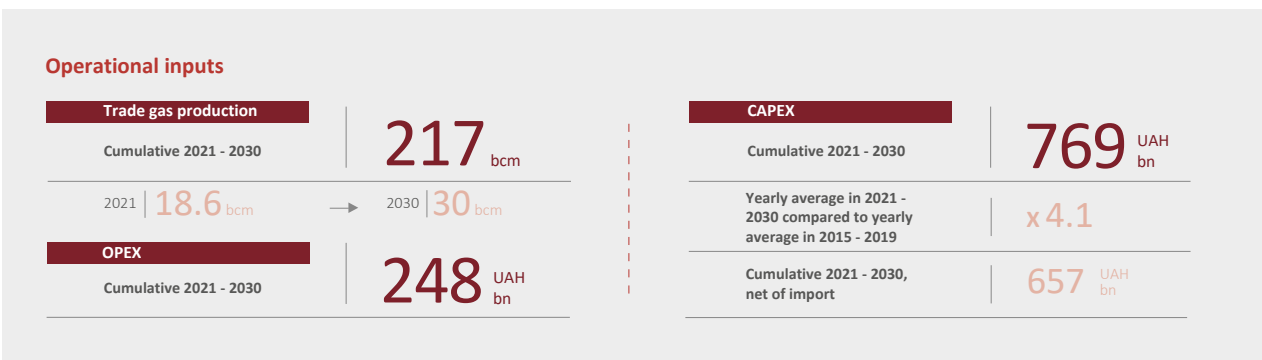 Operational inputs
Trade gas production
Cumulative 2021 - 2030
217 bcm
2021 18.6 bcm
2030 30 bcm
OPEX
Cumulative 2021 - 2030
248 UAH
bn
CAPEX
Cumulative 2021 - 2030
769 UAH
bn
Yearly average in 2021 -
2030 compared to yearly
average in 2015 - 2019
x 4.1
Cumulative 2021 - 2030,
net of import
657 UAH
bn